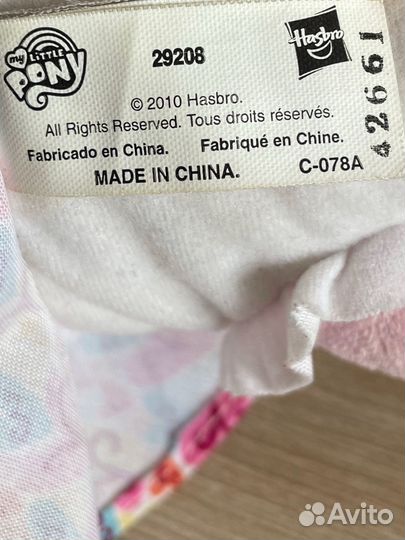 my LITTLE PONY
29208
Hasbro
© 2010 Hasbro.
All Rights Reserved. Tous droits réservés.
Fabricado en China. Fabriqué en Chine.
MADE IN CHINA. C-078A
42661
Avito